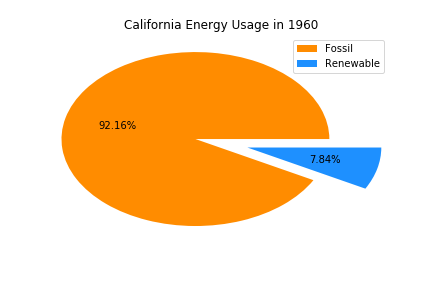 California Energy Usage in 1960
Fossil
Renewable
92.16%
7.84%